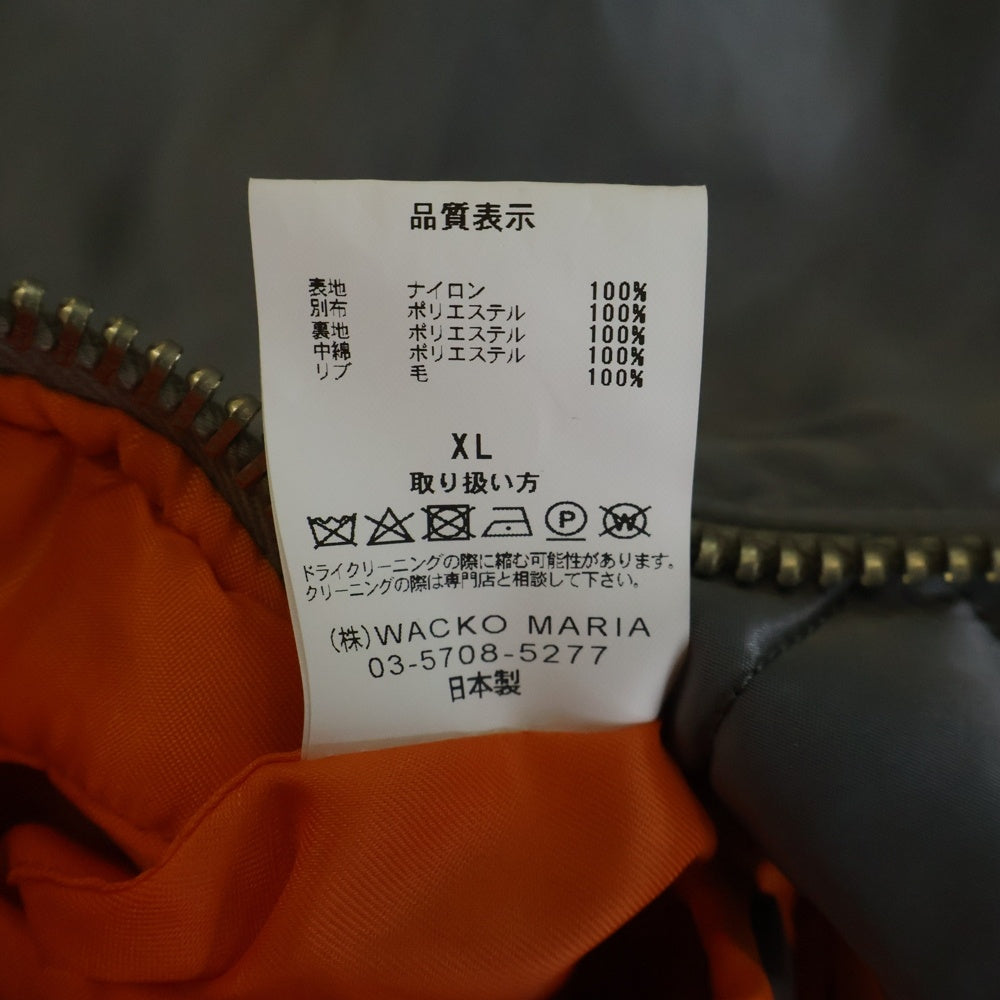 品質表示
表地 ナイロン 100%
別布 ポリエステル 100%
裏地 ポリエステル 100%
中綿 ポリエステル 100%
リブ 毛 100%
XL
取り扱い方
P W
ドライクリーニングの際に縮む可能性があります。
クリーニングの際は専門店と相談して下さい。
(株)WACKO MARIA
03-5708-5277
日本製